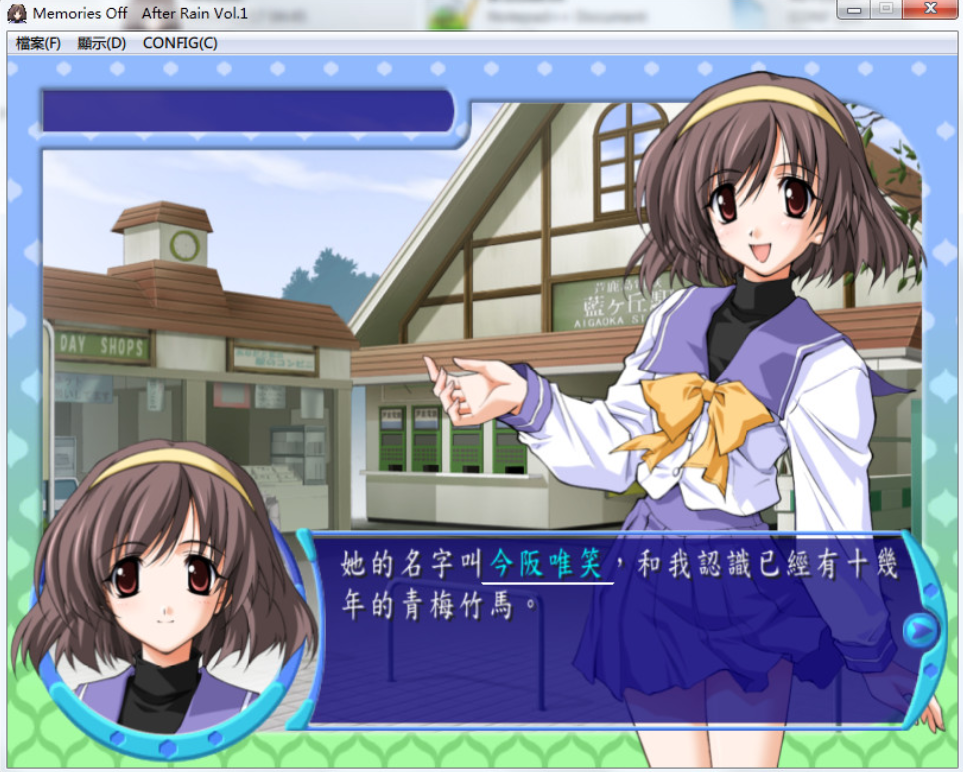 Memories Off After Rain Vol.1
檔案(F) 顯示(D) CONFIG(C)
藍ヶ丘駅
AIGAOKA ST
DAY SHOPS
她的名字叫今阪唯笑，和我認識已經有十幾
年的青梅竹馬。